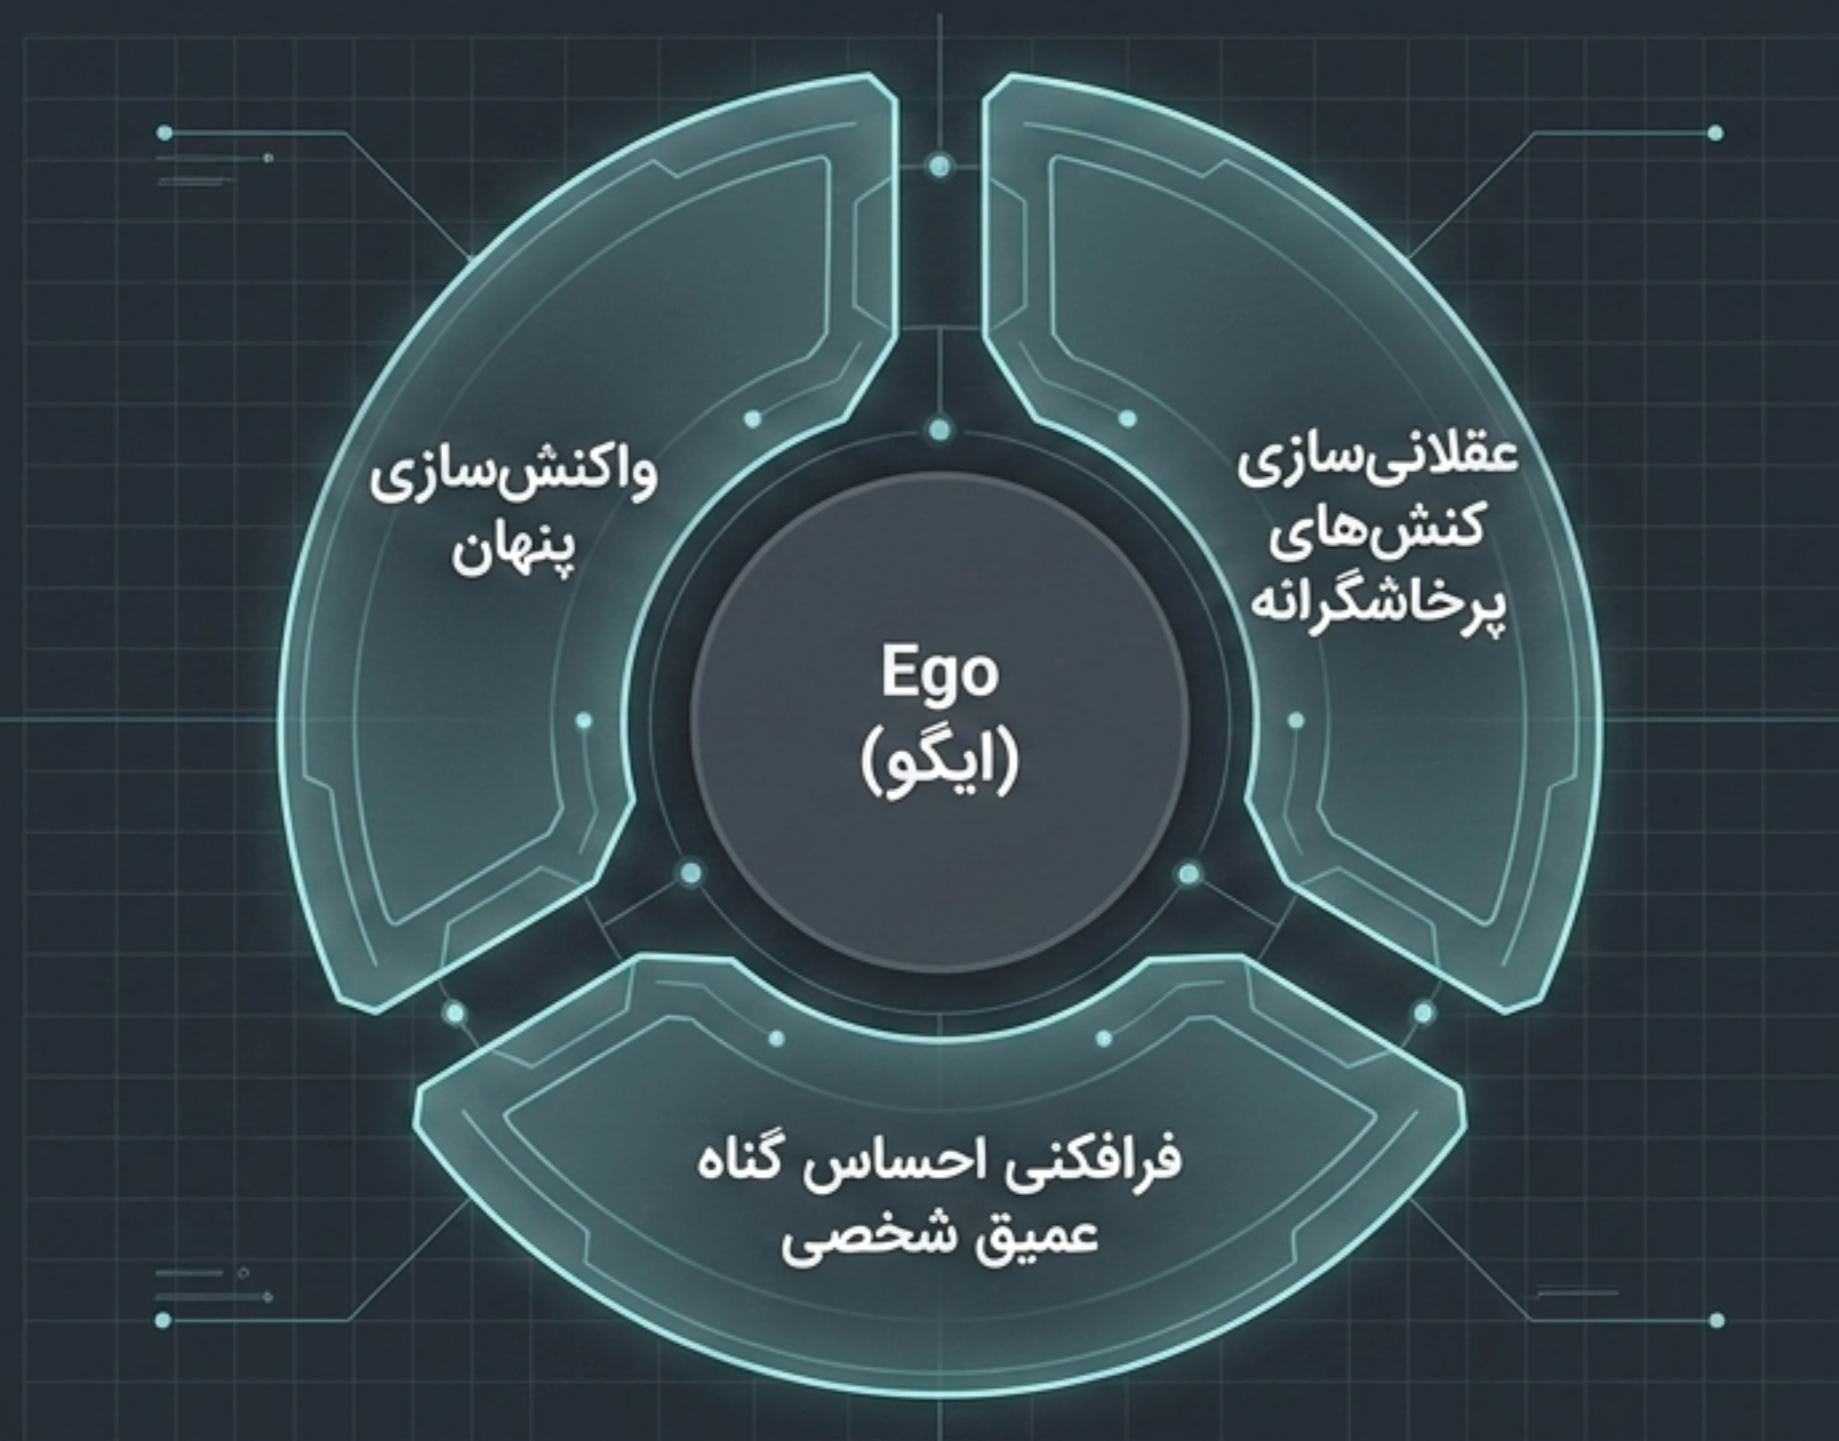 عقلانی‌سازی
کنش‌های
پرخاشگرانه
واکنش‌سازی
پنهان
Ego
(ایگو)
فرافکنی احساس گناه
عمیق شخصی